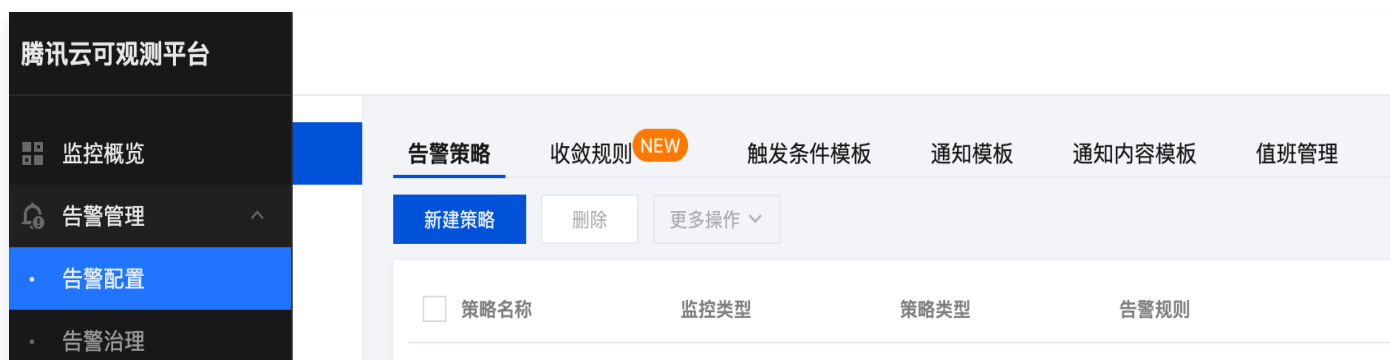 腾讯云可观测平台
监控概览
告警管理
告警配置
告警治理
告警策略 收敛规则 NEW 触发条件模板 通知模板 通知内容模板 值班管理
新建策略 删除 更多操作
策略名称 监控类型 策略类型 告警规则